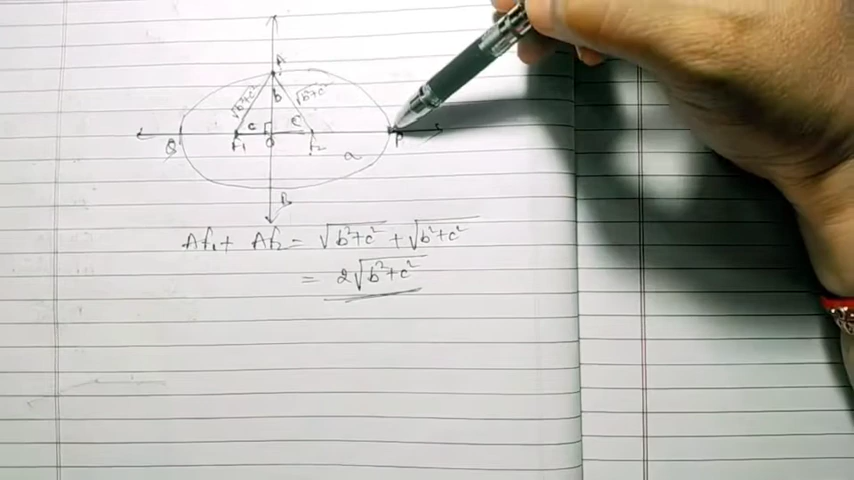 A
√b²+c² b √b²+c²
c c
Q F₁ O F₂ P
a
B
AF₁ + AF₂ = √b²+c² + √b²+c²
= 2√b²+c²